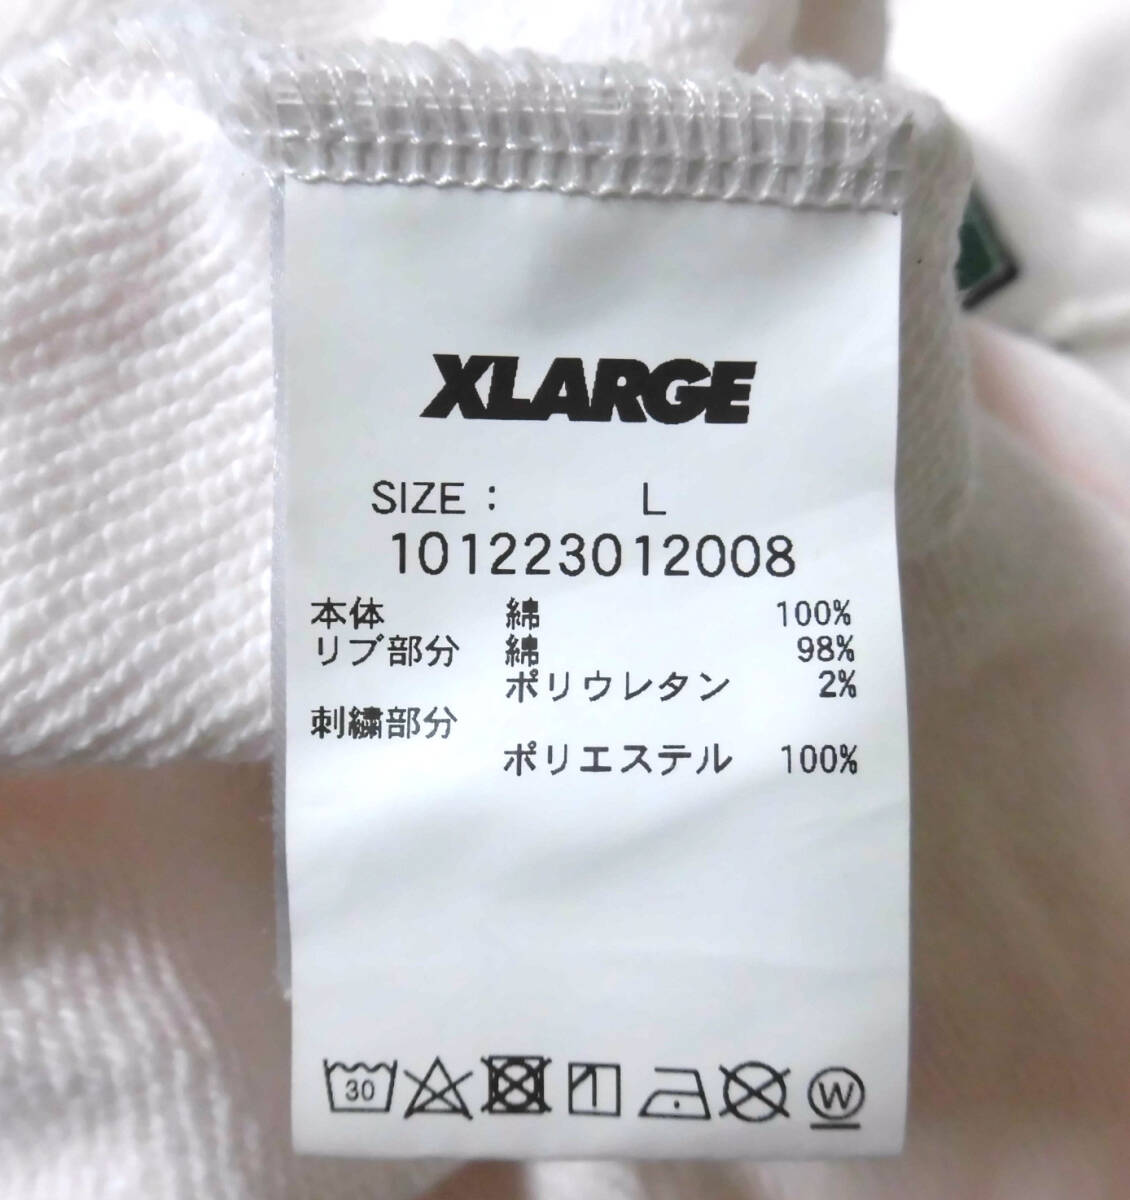 XLARGE
SIZE : L
101223012008
本体 綿 100%
リブ部分 綿 98%
ポリウレタン 2%
刺繍部分
ポリエステル 100%
30
W